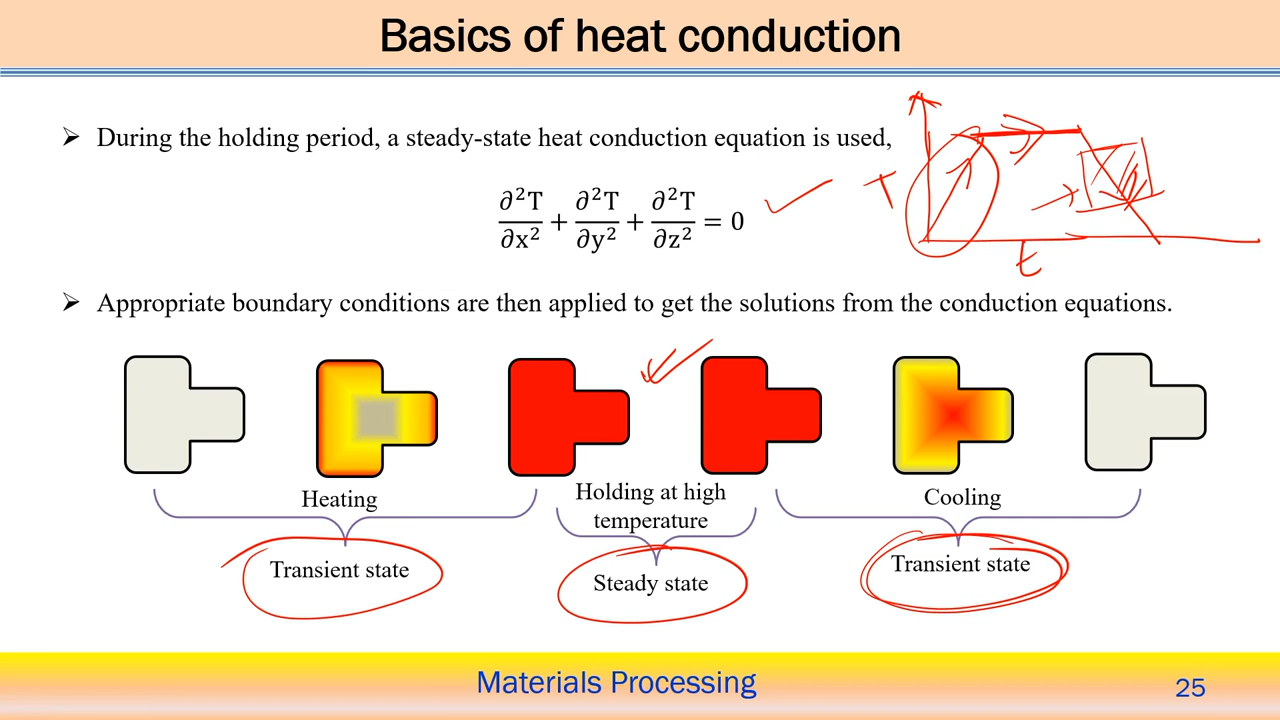 Basics of heat conduction
➢ During the holding period, a steady-state heat conduction equation is used,
∂²T/∂x² + ∂²T/∂y² + ∂²T/∂z² = 0
T
t
➢ Appropriate boundary conditions are then applied to get the solutions from the conduction equations.
Heating
Holding at high
temperature
Cooling
Transient state
Steady state
Transient state
Materials Processing
25